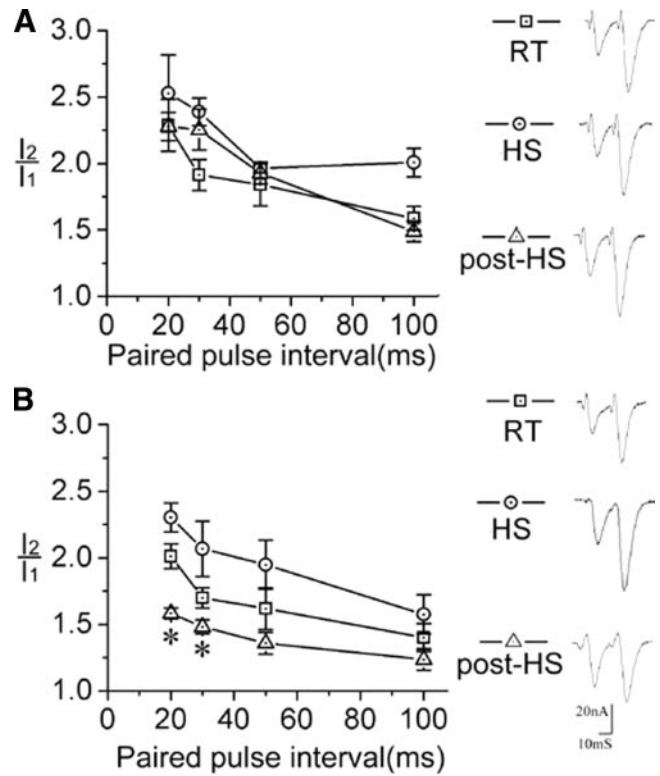 A
3.0
2.5
2.0
1.5
1.0
I2
I1
0 20 40 60 80 100
Paired pulse interval(ms)
RT
HS
post-HS
B
3.0
2.5
2.0
1.5
1.0
I2
I1
* *
0 20 40 60 80 100
Paired pulse interval(ms)
RT
HS
post-HS
20nA
10mS